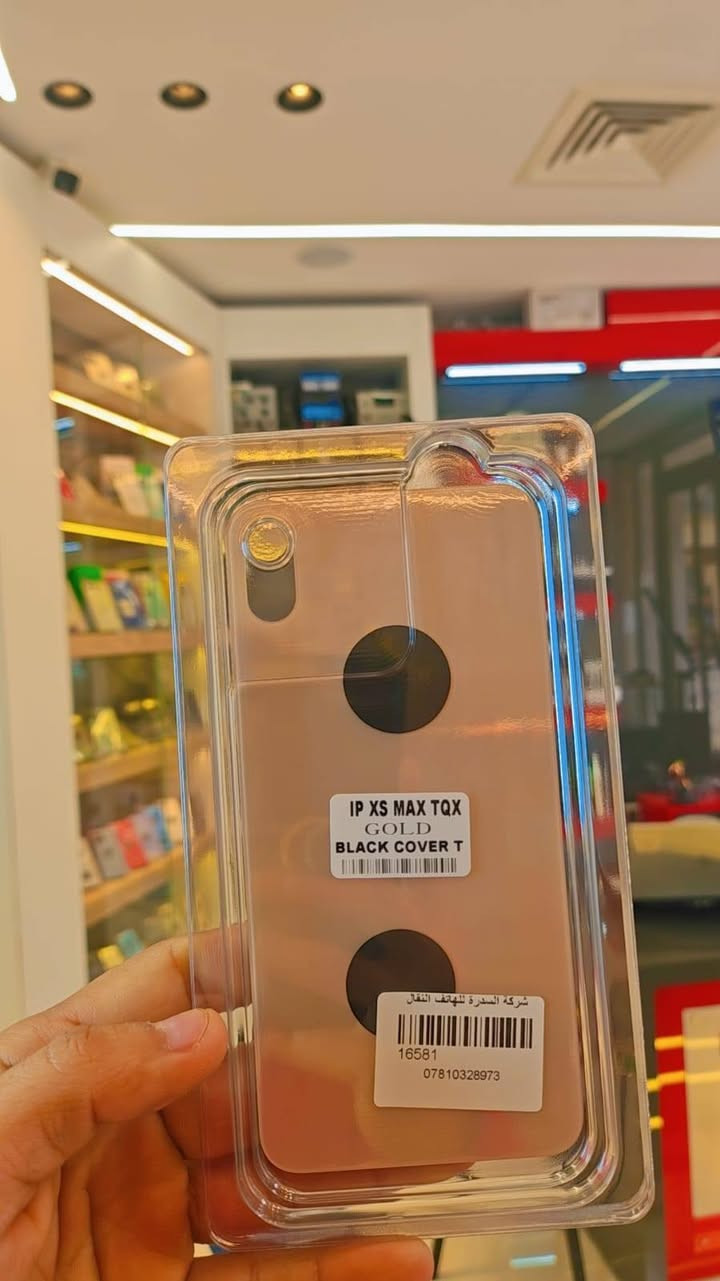 IP XS MAX TQX
GOLD
BLACK COVER T
شركة السدرة للهاتف النقال
16581
07810328973